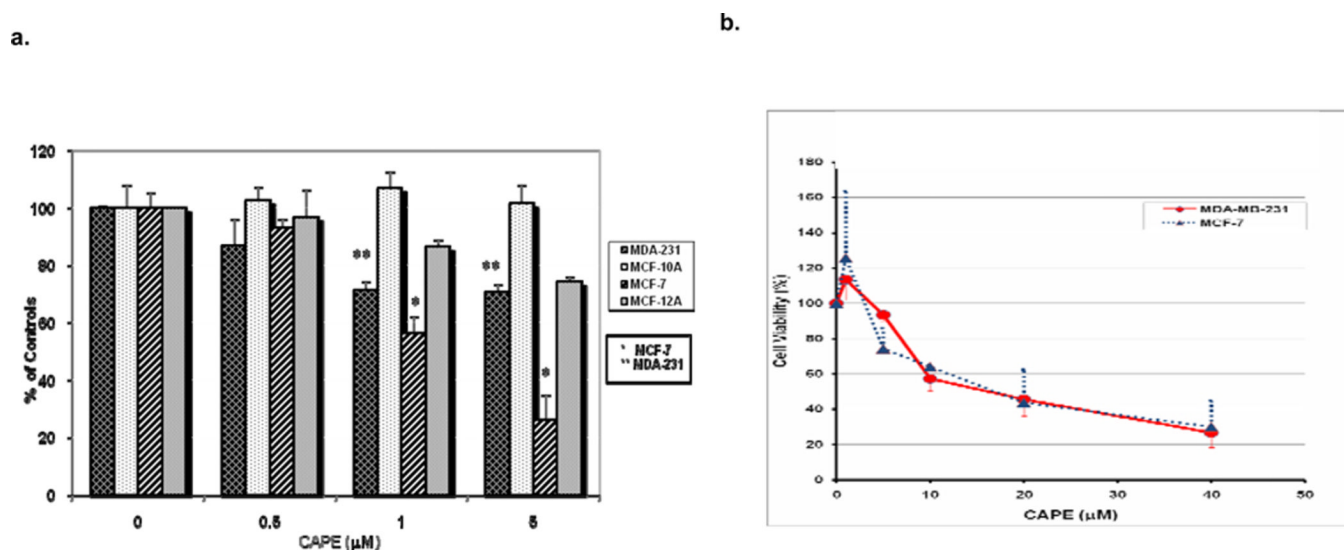 a.
b.
120
100
80
60
40
20
0
% of Controls
**
*
**
*
0
0.5
1
5
CAPE (μM)
MDA-231
MCF-10A
MCF-7
MCF-12A
* MCF-7
** MDA-231
180
160
140
120
100
80
60
40
20
0
Cell Viability (%)
MDA-MB-231
MCF-7
0
10
20
30
40
50
CAPE (μM)